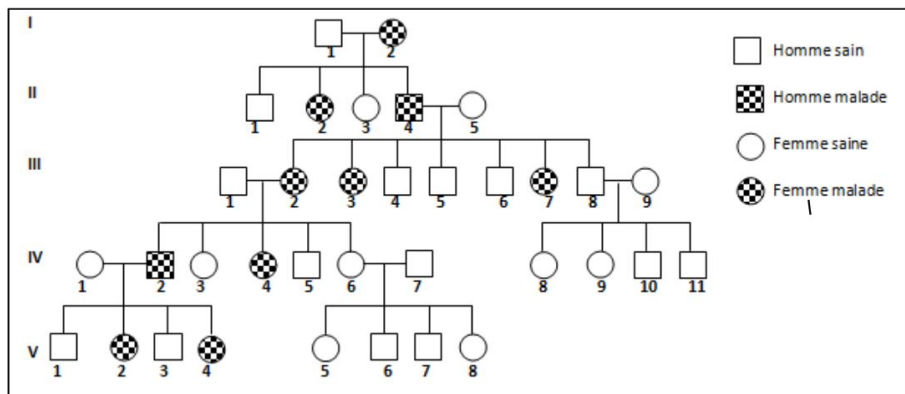 I
1 2
Homme sain
II
1 2 3 4 5
Homme malade
III
1 2 3 4 5 6 7 8 9
Femme saine
Femme malade
IV
1 2 3 4 5 6 7 8 9 10 11
V
1 2 3 4 5 6 7 8